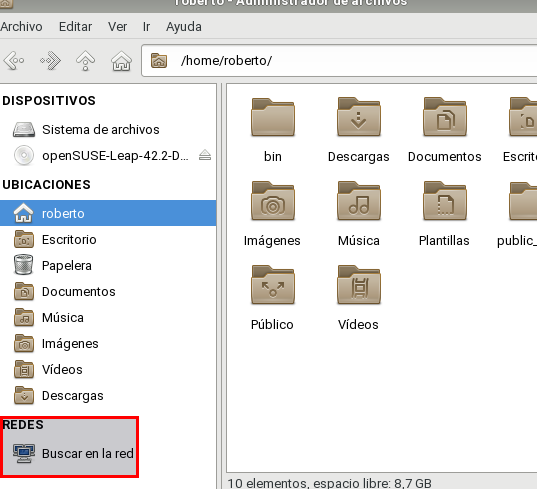 roberto - Administrador de archivos
Archivo Editar Ver Ir Ayuda
/home/roberto/
DISPOSITIVOS
Sistema de archivos
openSUSE-Leap-42.2-D...
UBICACIONES
roberto
Escritorio
Papelera
Documentos
Música
Imágenes
Vídeos
Descargas
REDES
Buscar en la red
bin Descargas Documentos Escrito
Imágenes Música Plantillas public_
Público Vídeos
10 elementos, espacio libre: 8,7 GB